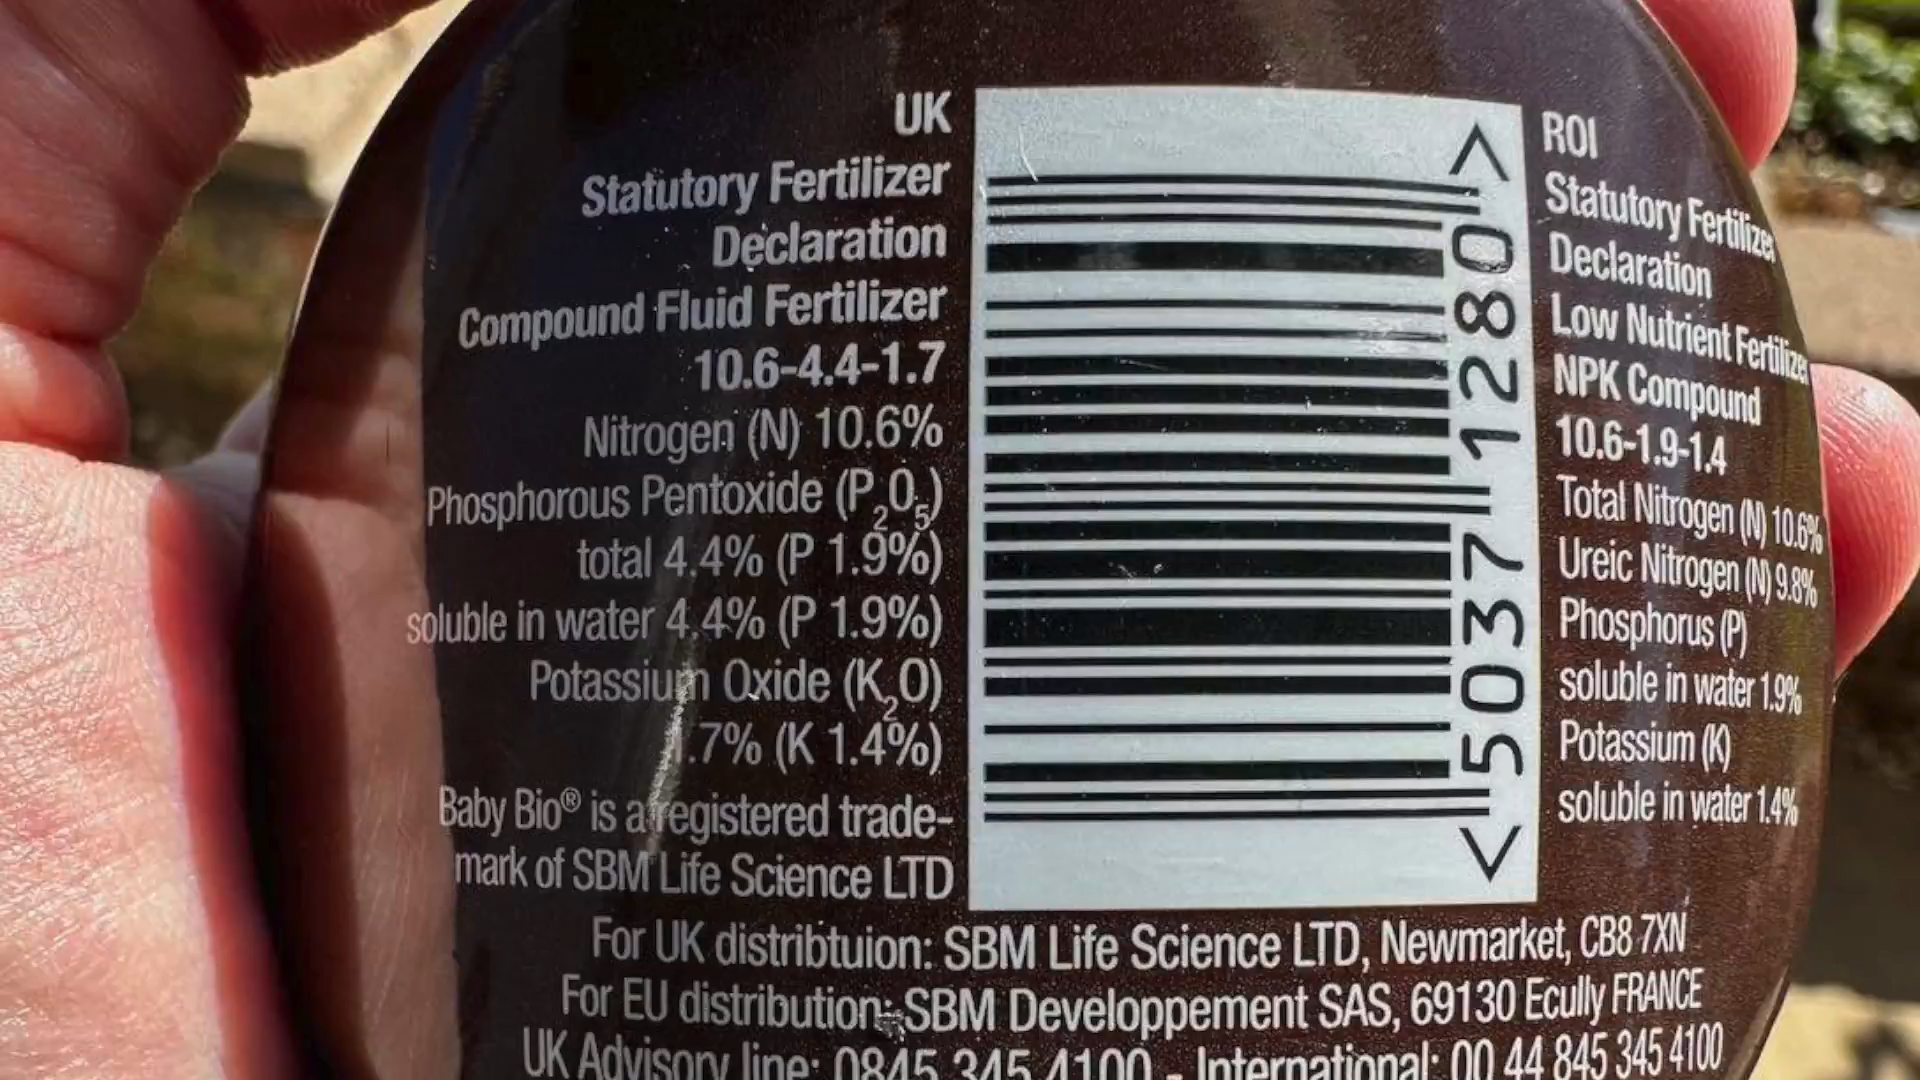 UK
Statutory Fertilizer
Declaration
Compound Fluid Fertilizer
10.6-4.4-1.7
Nitrogen (N) 10.6%
Phosphorous Pentoxide (P₂O₅)
total 4.4% (P 1.9%)
soluble in water 4.4% (P 1.9%)
Potassium Oxide (K₂O)
.7% (K 1.4%)
Baby Bio® is a registered trade-
mark of SBM Life Science LTD
<5037 1280>
ROI
Statutory Fertilizer
Declaration
Low Nutrient Fertilizer
NPK Compound
10.6-1.9-1.4
Total Nitrogen (N) 10.6%
Ureic Nitrogen (N) 9.8%
Phosphorus (P)
soluble in water 1.9%
Potassium (K)
soluble in water 1.4%
For UK distribtuion: SBM Life Science LTD, Newmarket, CB8 7XN
For EU distribution: SBM Developpement SAS, 69130 Ecully FRANCE
UK Advisory line: 0845 345 4100 - International: 00 44 845 345 4100